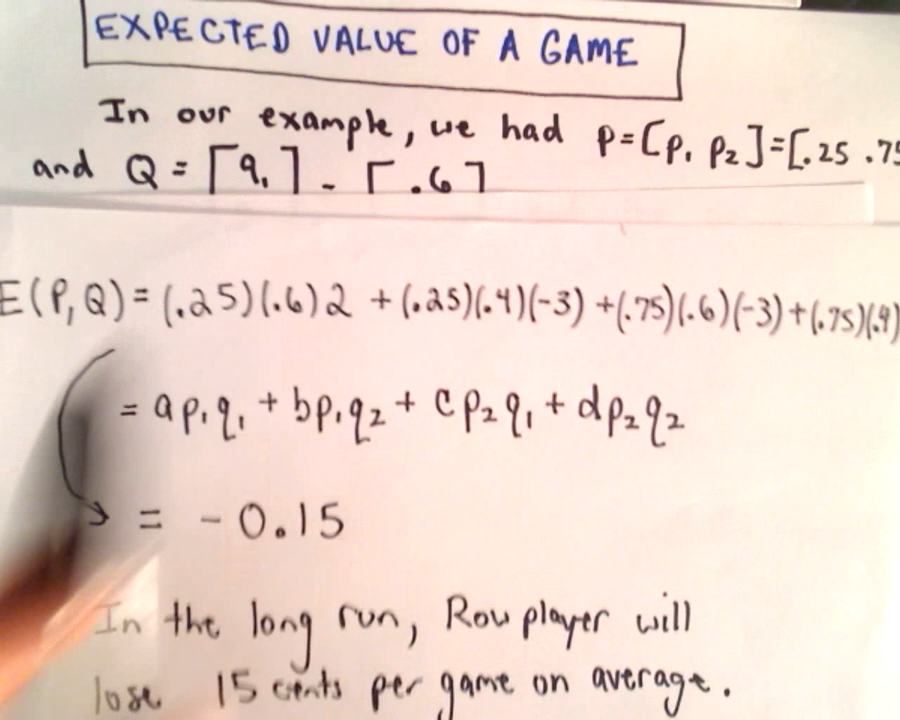 EXPECTED VALUE OF A GAME
In our example, we had P=[p₁ p₂]=[.25 .75
and Q = [q₁] = [.6]
E(P,Q) = (.25)(.6)2 + (.25)(.4)(-3) + (.75)(.6)(-3) + (.75)(.4)
= ap₁q₁ + bp₁q₂ + cp₂q₁ + dp₂q₂
= -0.15
In the long run, Row player will
lose 15 cents per game on average.